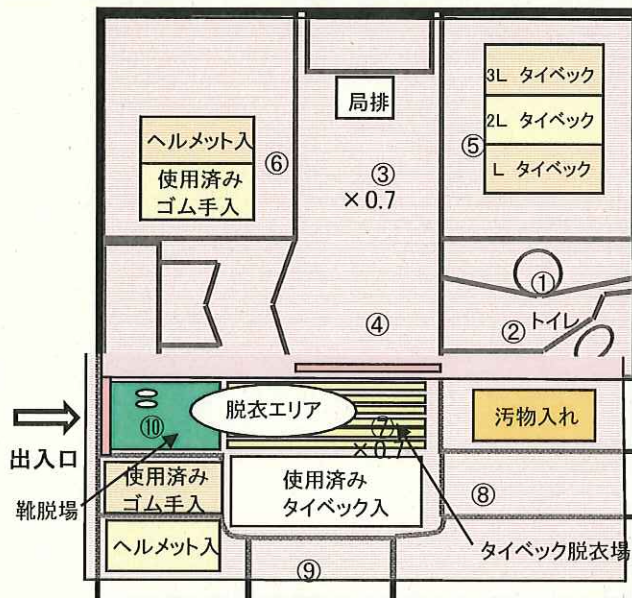 局排
3L タイベック
2L タイベック
L タイベック
⑤
ヘルメット入
使用済み
ゴム手入
⑥
③
×0.7
①
④
② トイレ
出入口
⑩
脱衣エリア
⑦
×0.7
汚物入れ
靴脱場
使用済み
ゴム手入
使用済み
タイベック入
⑧
ヘルメット入
⑨
タイベック脱衣場